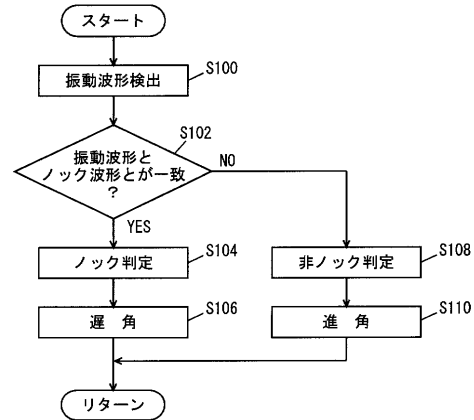 スタート
振動波形検出
S100
S102
振動波形と
ノック波形とが一致
?
NO
YES
ノック判定
S104
非ノック判定
S108
遅 角
S106
進 角
S110
リターン